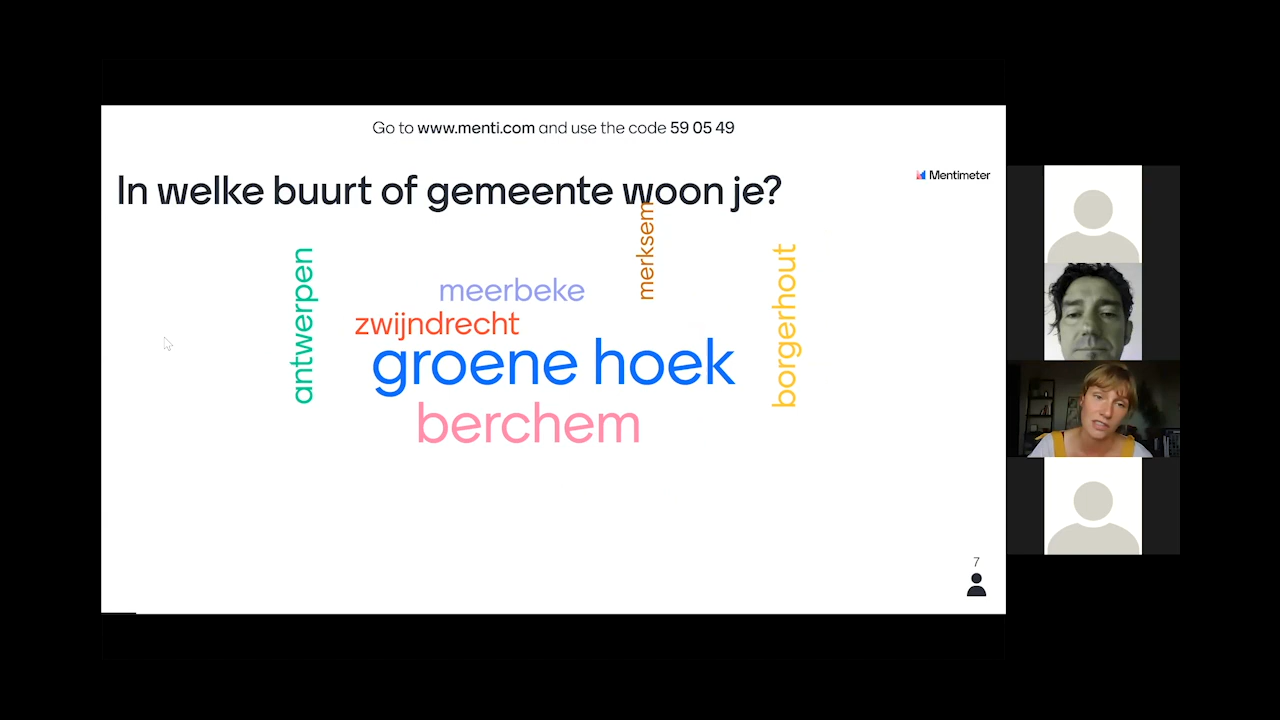 Go to www.menti.com and use the code 59 05 49
In welke buurt of gemeente woon je?
Mentimeter
merksem
antwerpen
borgerhout
meerbeke
zwijndrecht
groene hoek
berchem
7